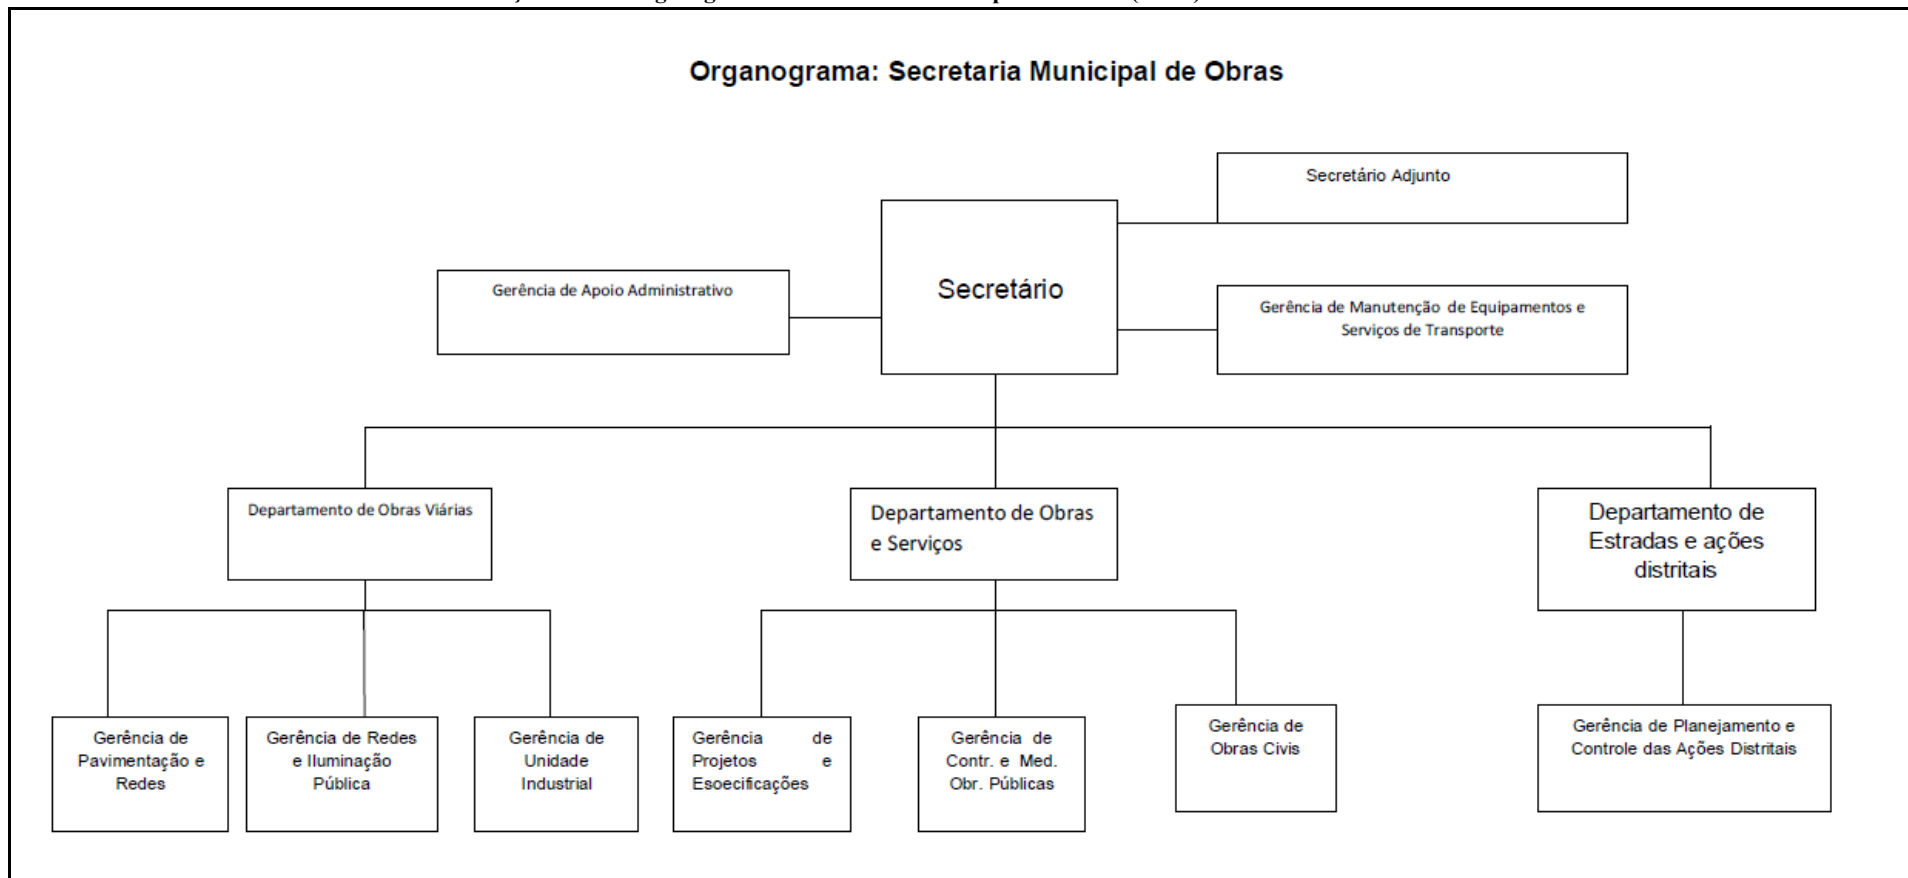 Organograma: Secretaria Municipal de Obras
Secretário Adjunto
Secretário
Gerência de Apoio Administrativo
Gerência de Manutenção de Equipamentos e
Serviços de Transporte
Departamento de Obras Viárias
Departamento de Obras
e Serviços
Departamento de
Estradas e ações
distritais
Gerência de
Pavimentação e
Redes
Gerência de Redes
e Iluminação
Pública
Gerência de
Unidade
Industrial
Gerência de
Projetos e
Esoecificações
Gerência de
Contr. e Med.
Obr. Públicas
Gerência de
Obras Civis
Gerência de Planejamento e
Controle das Ações Distritais